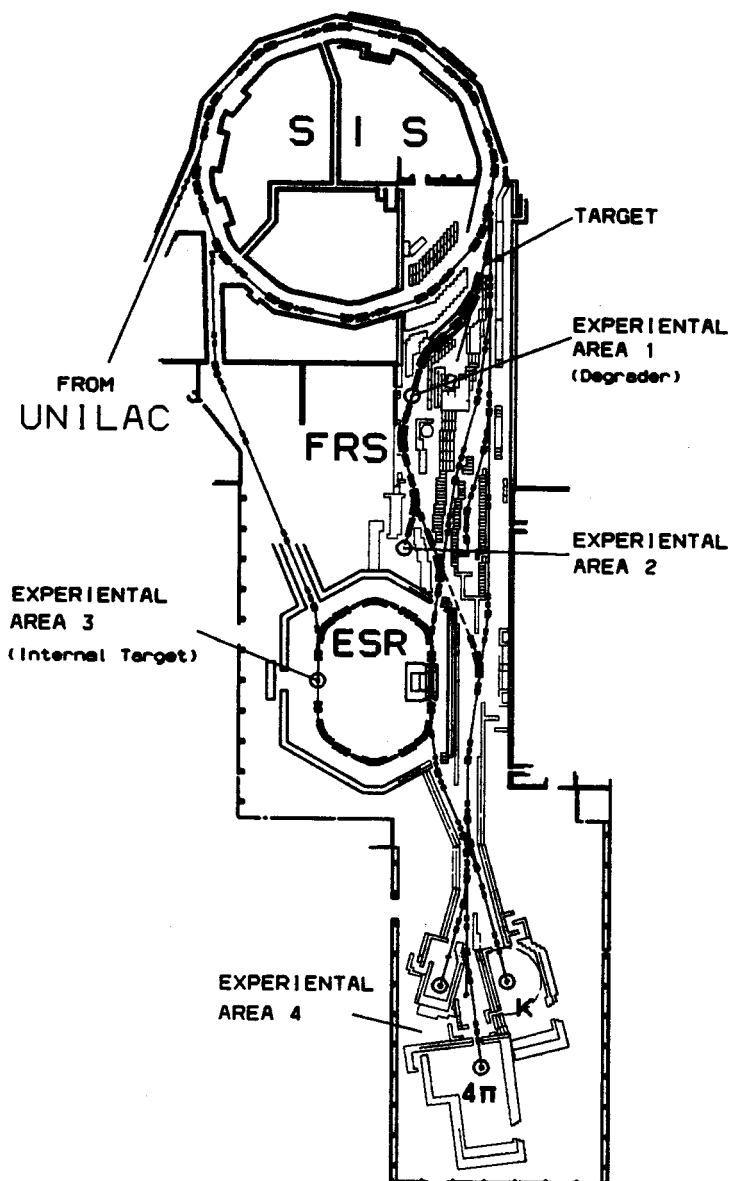 SIS
TARGET
EXPERIENTAL
AREA 1
(Degrader)
FROM
UNILAC
FRS
EXPERIENTAL
AREA 2
EXPERIENTAL
AREA 3
(Internal Target)
ESR
EXPERIENTAL
AREA 4
K
4π